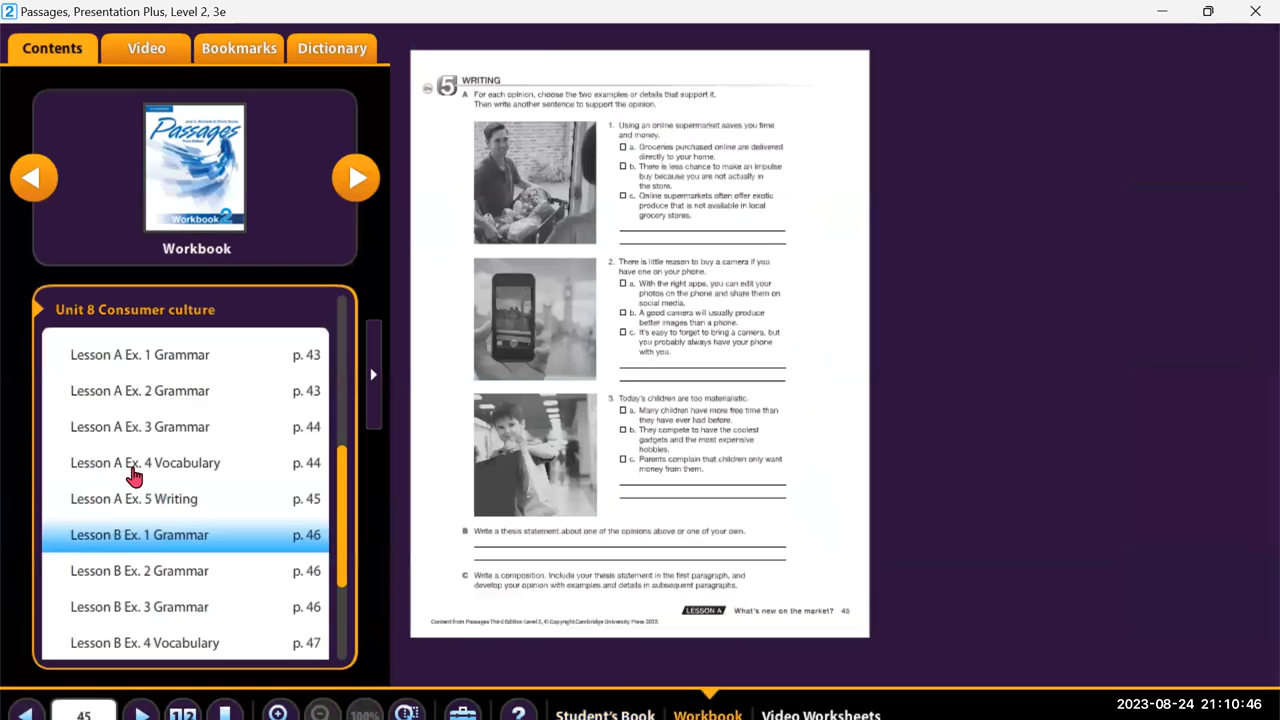 Passages, Presentation Plus, Level 2, 3e
Contents
Video
Bookmarks
Dictionary
Passages
Workbook 2
Workbook
Unit 8 Consumer culture
Lesson A Ex. 1 Grammar p. 43
Lesson A Ex. 2 Grammar p. 43
Lesson A Ex. 3 Grammar p. 44
Lesson A Ex. 4 Vocabulary p. 44
Lesson A Ex. 5 Writing p. 45
Lesson B Ex. 1 Grammar p. 46
Lesson B Ex. 2 Grammar p. 46
Lesson B Ex. 3 Grammar p. 46
Lesson B Ex. 4 Vocabulary p. 47
5 WRITING
A For each opinion, choose the two examples or details that support it.
Then write another sentence to support the opinion.
1. Using an online supermarket saves you time
and money.
a. Groceries purchased online are delivered
directly to your home.
b. There is less chance to make an impulse
buy because you are not actually in
the store.
c. Online supermarkets often offer exotic
produce that is not available in local
grocery stores.
2. There is little reason to buy a camera if you
have one on your phone.
a. With the right apps, you can edit your
photos on the phone and share them on
social media.
b. A good camera will usually produce
better images than a phone.
c. It's easy to forget to bring a camera, but
you probably always have your phone
with you.
3. Today's children are too materialistic.
a. Many children have more free time than
they have ever had before.
b. They compete to have the coolest
gadgets and the most expensive
hobbies.
c. Parents complain that children only want
money from them.
B Write a thesis statement about one of the opinions above or one of your own.
C Write a composition. Include your thesis statement in the first paragraph, and
develop your opinion with examples and details in subsequent paragraphs.
LESSON A What's new on the market? 45
Content from Passages Third Edition Level 2, © Copyright Cambridge University Press 2015
45
1 2
100%
?
Student's Book
Workbook
Video Worksheets
2023-08-24 21:10:46